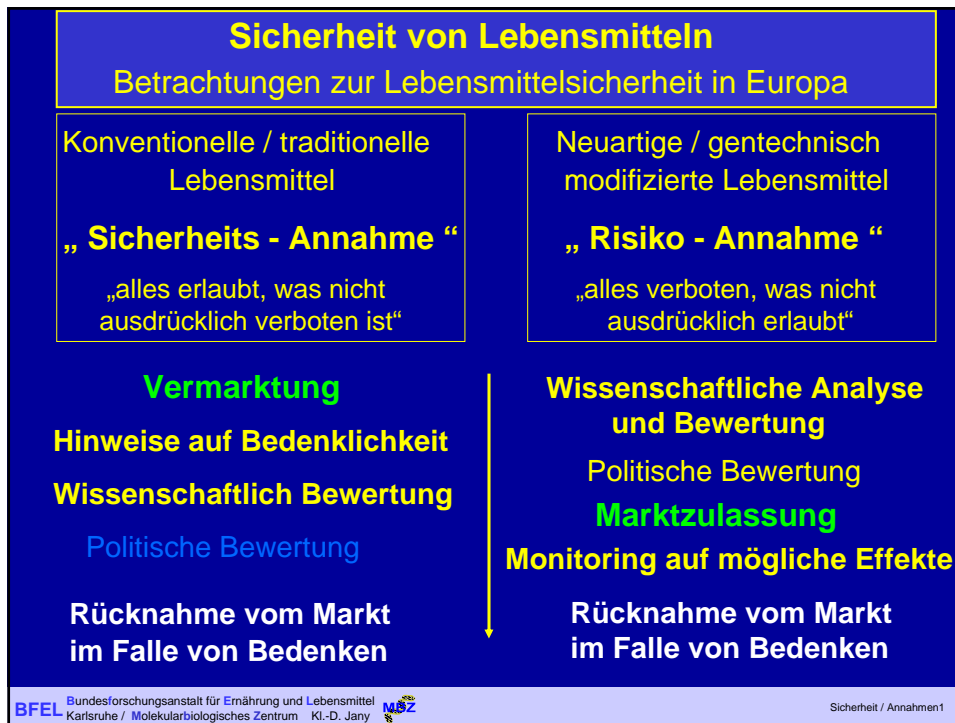 Sicherheit von Lebensmitteln
Betrachtungen zur Lebensmittelsicherheit in Europa
Konventionelle / traditionelle
Lebensmittel
„ Sicherheits - Annahme “
„alles erlaubt, was nicht
ausdrücklich verboten ist“
Neuartige / gentechnisch
modifizierte Lebensmittel
„ Risiko - Annahme “
„alles verboten, was nicht
ausdrücklich erlaubt“
Vermarktung
Hinweise auf Bedenklichkeit
Wissenschaftlich Bewertung
Politische Bewertung
Rücknahme vom Markt
im Falle von Bedenken
Wissenschaftliche Analyse
und Bewertung
Politische Bewertung
Marktzulassung
Monitoring auf mögliche Effekte
Rücknahme vom Markt
im Falle von Bedenken
BFEL Bundesforschungsanstalt für Ernährung und Lebensmittel
Karlsruhe / Molekularbiologisches Zentrum Kl.-D. Jany
MBZ
Sicherheit / Annahmen1